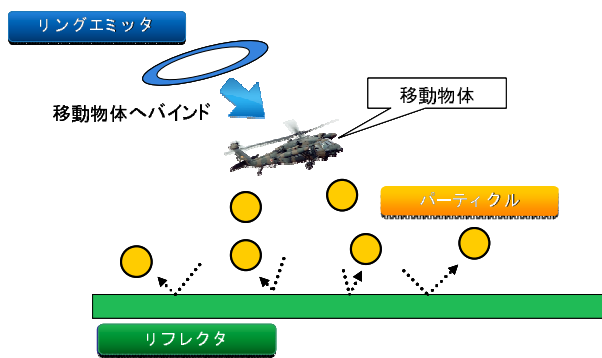 リングエミッタ
移動物体へバインド
移動物体
パーティクル
リフレクタ